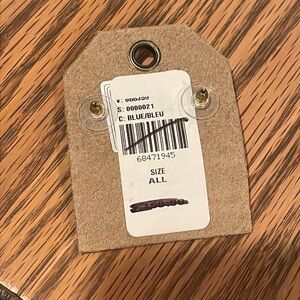 S: 0000021
C: BLUE/BLEU
68471945
SIZE
ALL